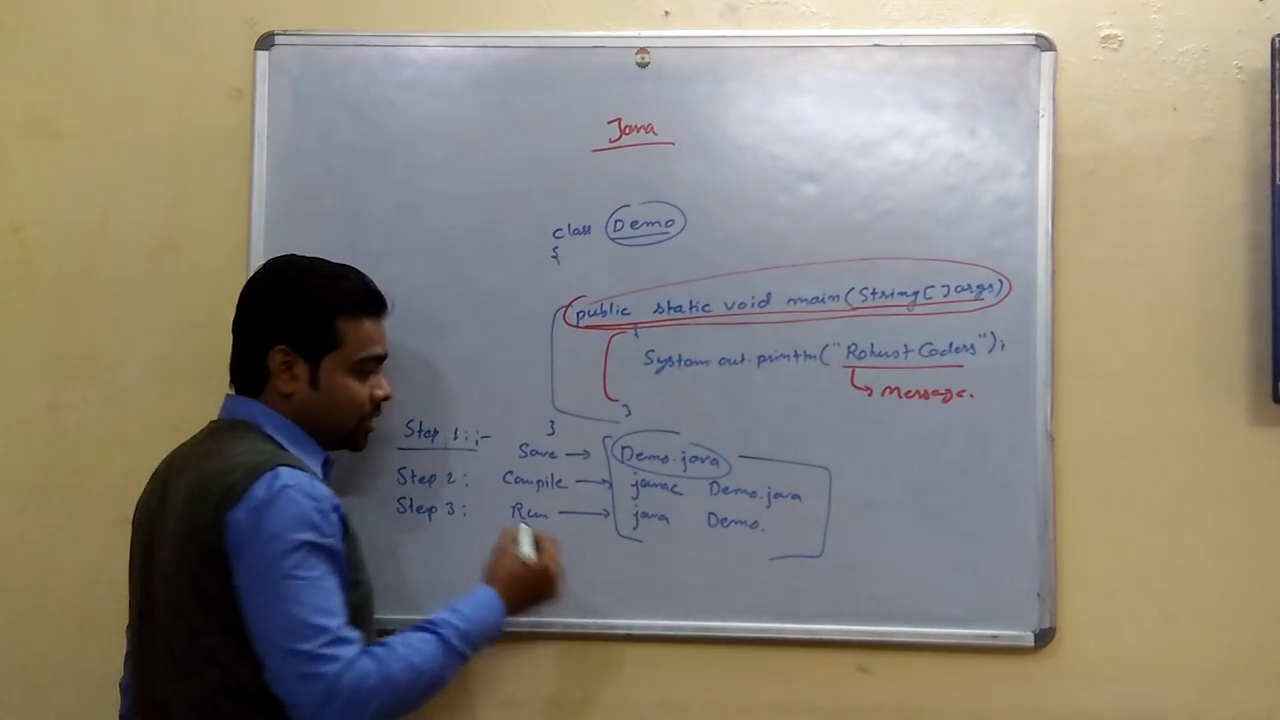 Java
class Demo
{
public static void main(String[]args)
{
System.out.println("Robust Coders");
Message.
}
}
Step 1:;-
Save → Demo.java
Step 2: Compile → javac Demo.java
Step 3: Run → java Demo.